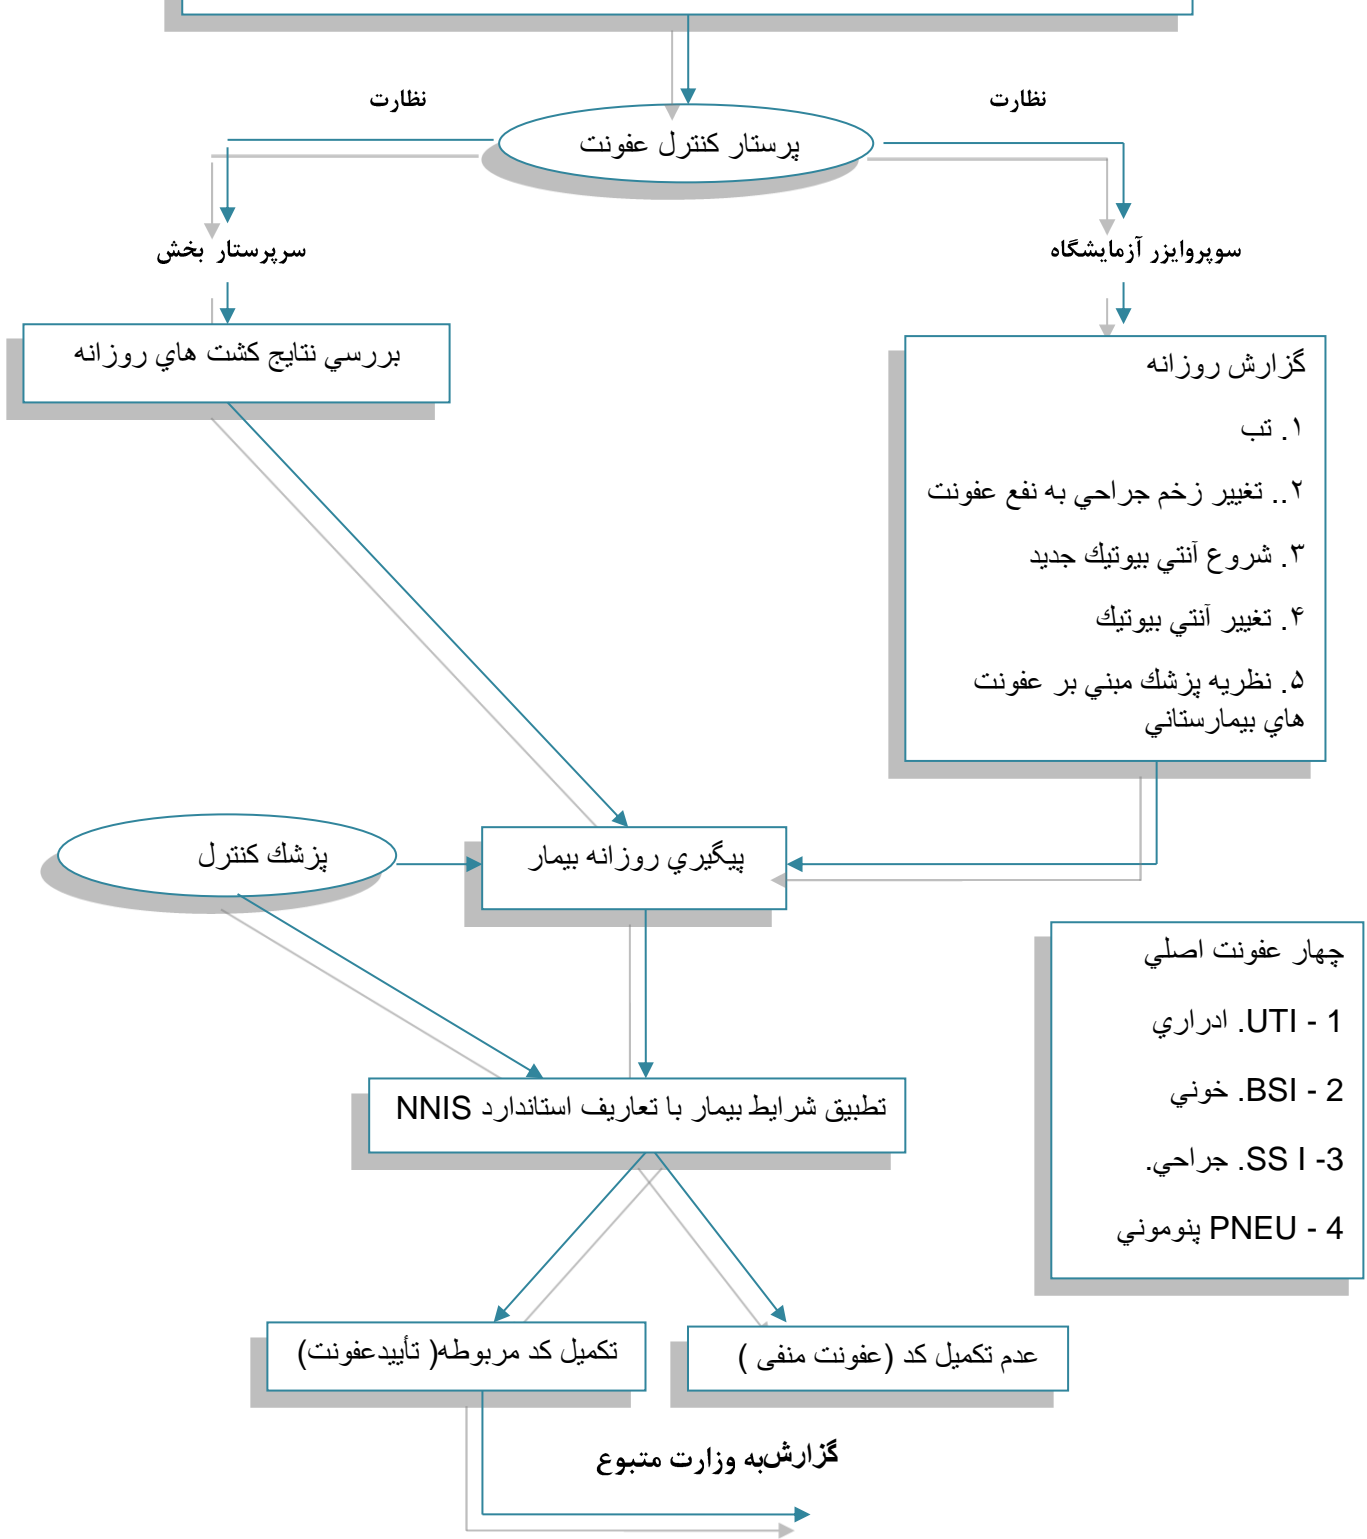 نظارت
نظارت
پرستار كنترل عفونت
سوپروايزر آزمايشگاه
سرپرستار بخش
گزارش روزانه
۱. تب
۲.. تغيير زخم جراحي به نفع عفونت
۳. شروع آنتي بيوتيك جديد
۴. تغيير آنتي بيوتيك
۵. نظريه پزشك مبني بر عفونت
هاي بيمارستاني
بررسي نتايج كشت هاي روزانه
پيگيري روزانه بيمار
پزشك كنترل
چهار عفونت اصلي
1 - UTI. ادراري
2 - BSI. خوني
3- SS I. جراحي.
4 - PNEU پنوموني
تطبيق شرايط بيمار با تعاريف استاندارد NNIS
عدم تكميل كد (عفونت منفى )
تكميل كد مربوطه( تأييدعفونت)
گزارش‌به وزارت متبوع